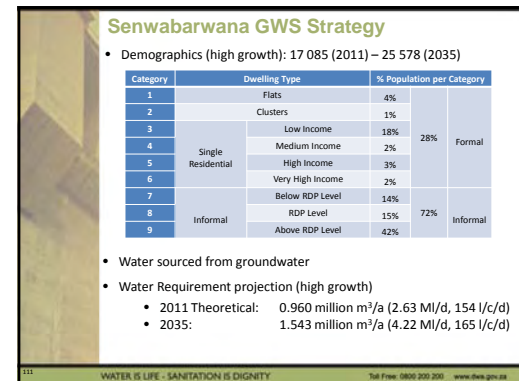 Senwabarwana GWS Strategy
• Demographics (high growth): 17 085 (2011) – 25 578 (2035)
Category Dwelling Type % Population per Category
1 Flats 4% 28% Formal
2 Clusters 1%
3 Single Residential Low Income 18%
4 Medium Income 2%
5 High Income 3%
6 Very High Income 2%
7 Informal Below RDP Level 14% 72% Informal
8 RDP Level 15%
9 Above RDP Level 42%
• Water sourced from groundwater
• Water Requirement projection (high growth)
• 2011 Theoretical: 0.960 million m³/a (2.63 Ml/d, 154 l/c/d)
• 2035: 1.543 million m³/a (4.22 Ml/d, 165 l/c/d)
111
WATER IS LIFE - SANITATION IS DIGNITY Toll Free: 0800 200 200 www.dwa.gov.za